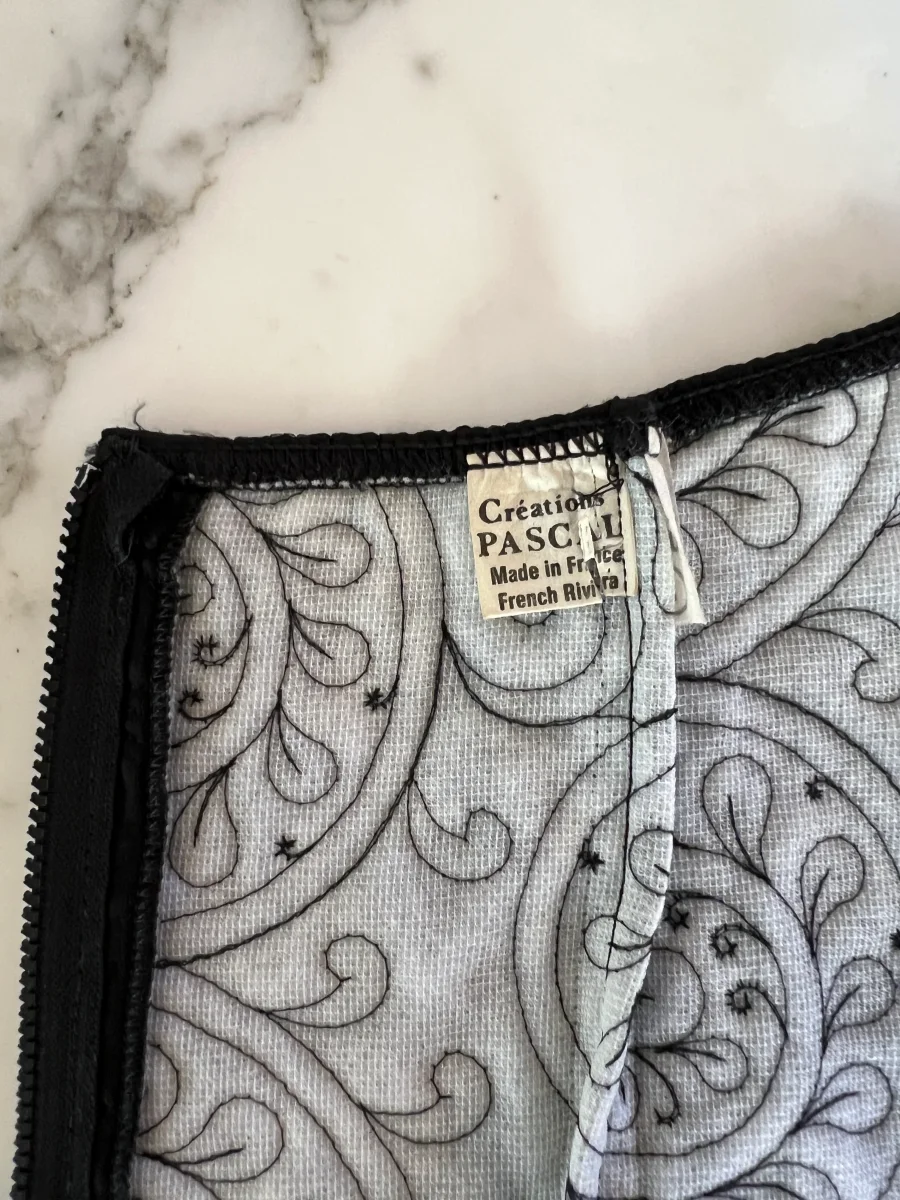 Créations
PASCAL
Made in France
French Riviera